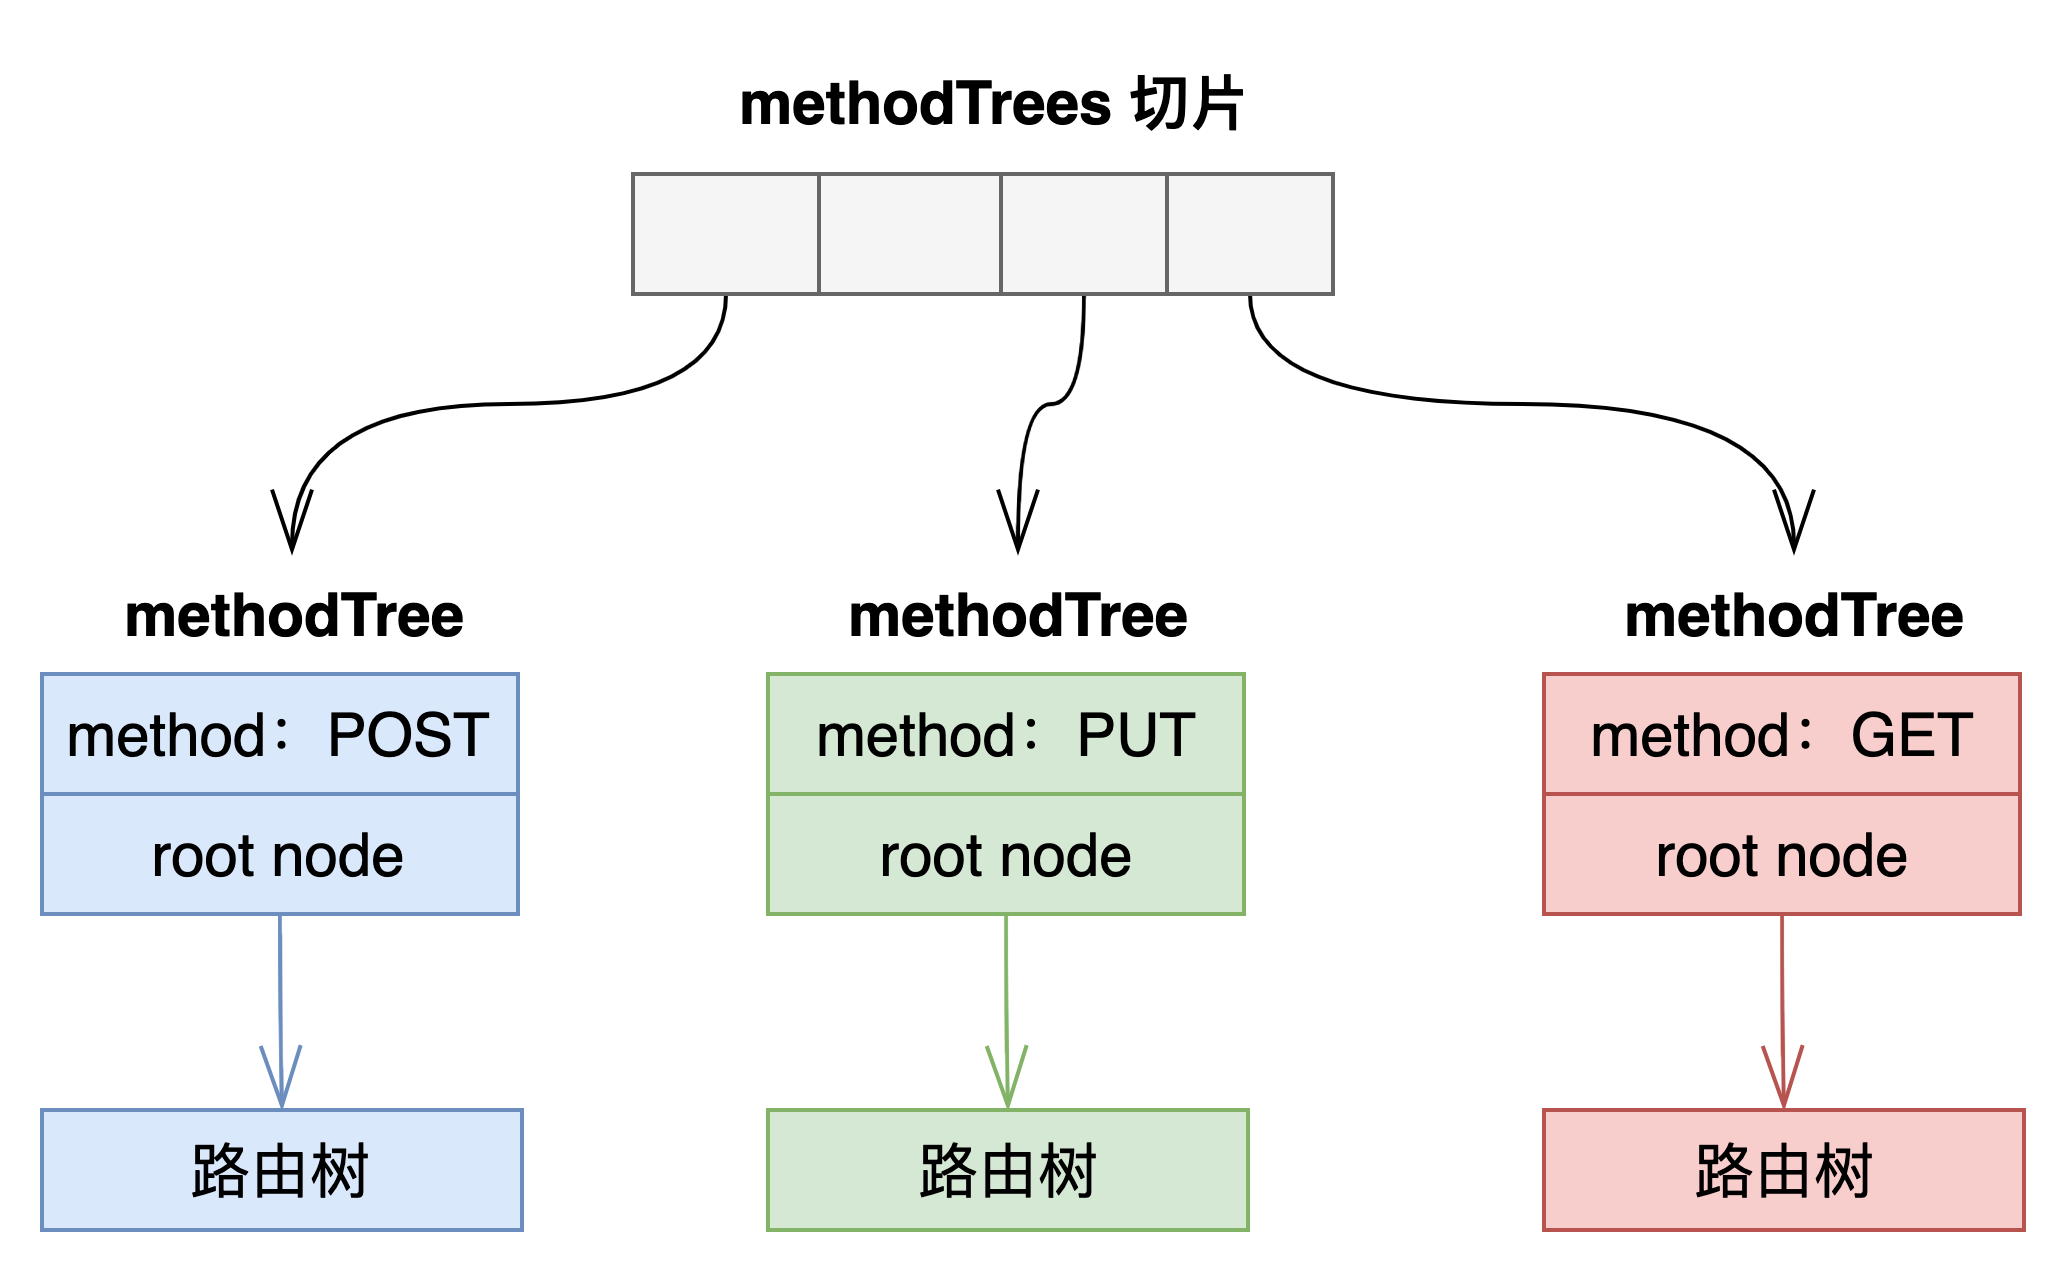 methodTrees 切片
methodTree
methodTree
methodTree
method：POST
method：PUT
method：GET
root node
root node
root node
路由树
路由树
路由树